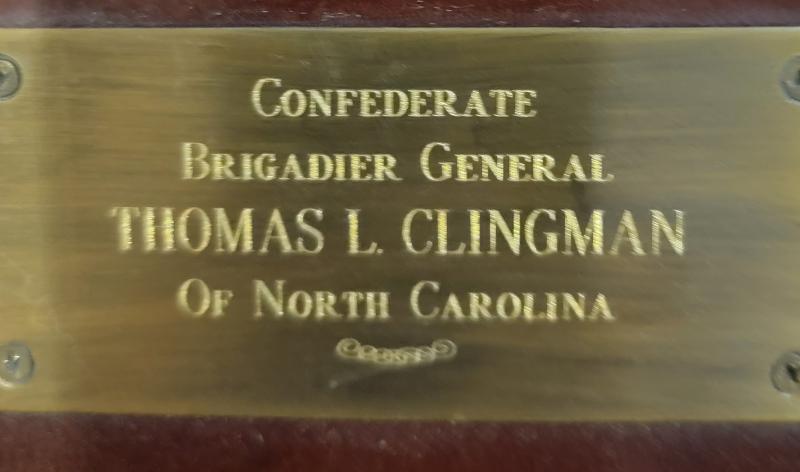 Confederate
Brigadier General
THOMAS L. CLINGMAN
Of North Carolina